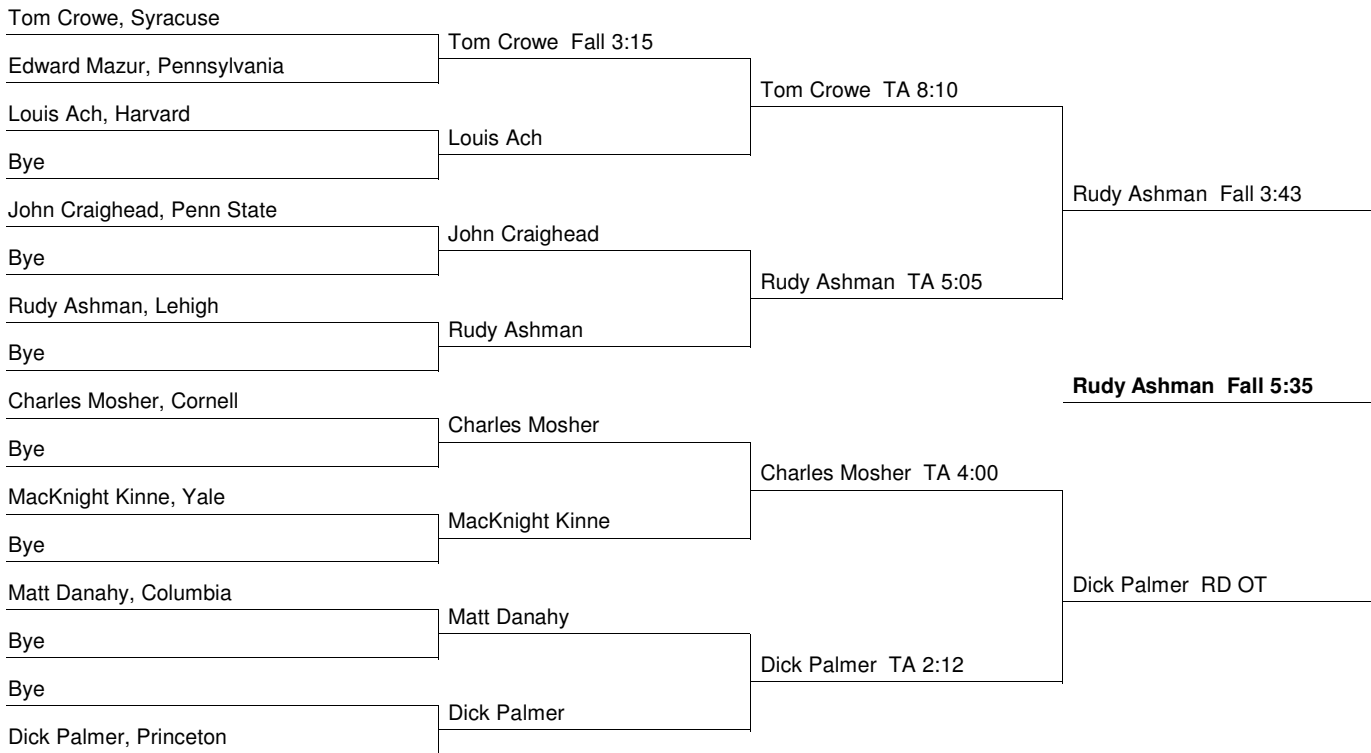 Tom Crowe, Syracuse
Edward Mazur, Pennsylvania
Louis Ach, Harvard
Bye
John Craighead, Penn State
Bye
Rudy Ashman, Lehigh
Bye
Charles Mosher, Cornell
Bye
MacKnight Kinne, Yale
Bye
Matt Danahy, Columbia
Bye
Bye
Dick Palmer, Princeton
Tom Crowe Fall 3:15
Louis Ach
John Craighead
Rudy Ashman
Charles Mosher
MacKnight Kinne
Matt Danahy
Dick Palmer
Tom Crowe TA 8:10
Rudy Ashman TA 5:05
Charles Mosher TA 4:00
Dick Palmer TA 2:12
Rudy Ashman Fall 3:43
Dick Palmer RD OT
Rudy Ashman Fall 5:35